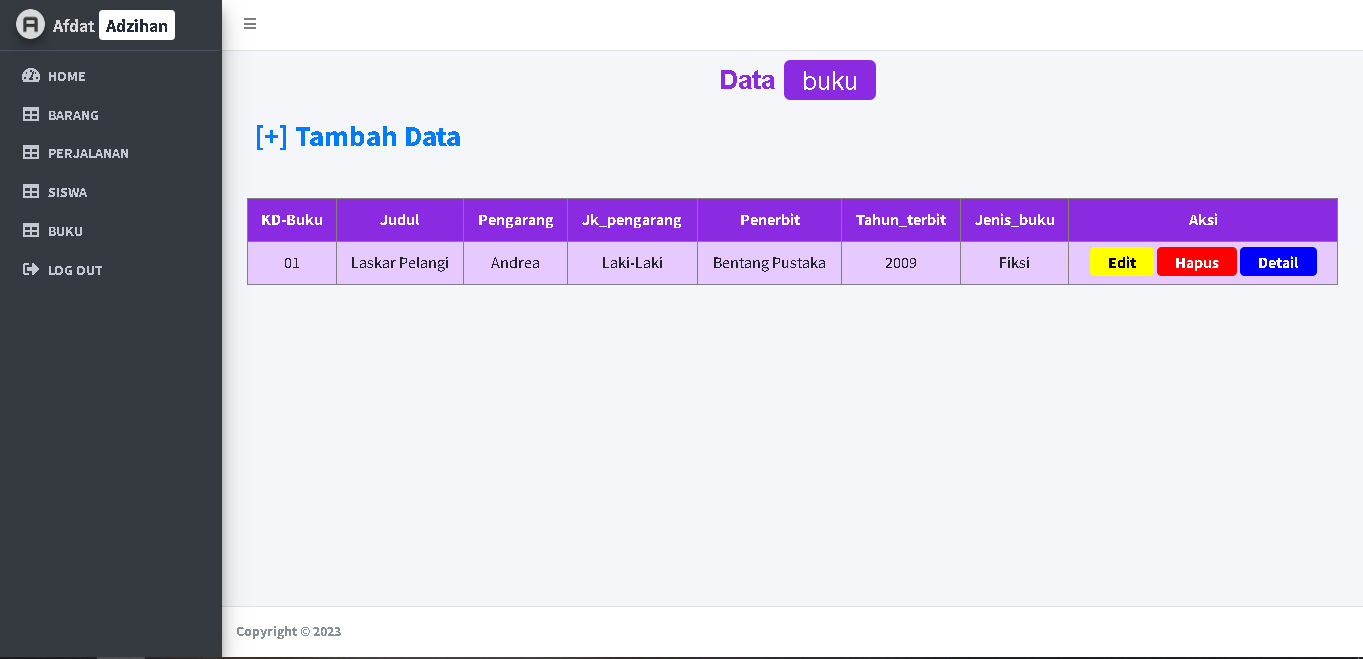 Afdat Adzihan
HOME
BARANG
PERJALANAN
SISWA
BUKU
LOG OUT
Data buku
[+] Tambah Data
KD-Buku Judul Pengarang Jk_pengarang Penerbit Tahun_terbit Jenis_buku Aksi
01 Laskar Pelangi Andrea Laki-Laki Bentang Pustaka 2009 Fiksi Edit Hapus Detail
Copyright © 2023